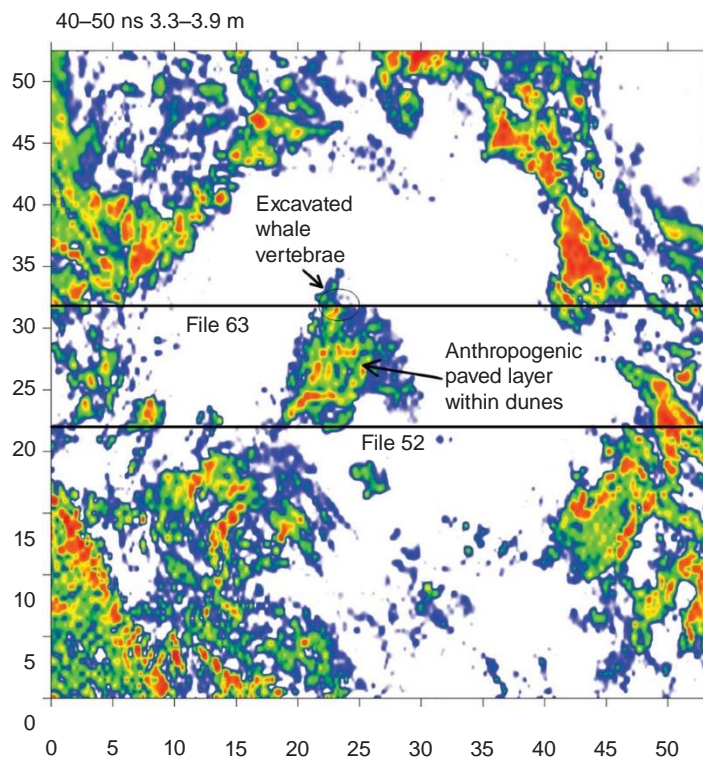 40–50 ns 3.3–3.9 m
50
45
40
35
30
25
20
15
10
5
0
Excavated
whale
vertebrae
File 63
Anthropogenic
paved layer
within dunes
File 52
0 5 10 15 20 25 30 35 40 45 50